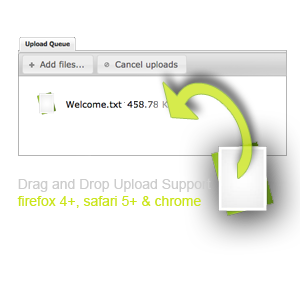 Upload Queue
+ Add files... Cancel uploads
Welcome.txt 458.78 K
Drag and Drop Upload Suppor
firefox 4+, safari 5+ & chrome